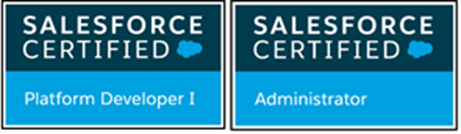 SALESFORCE
CERTIFIED
Platform Developer I
SALESFORCE
CERTIFIED
Administrator